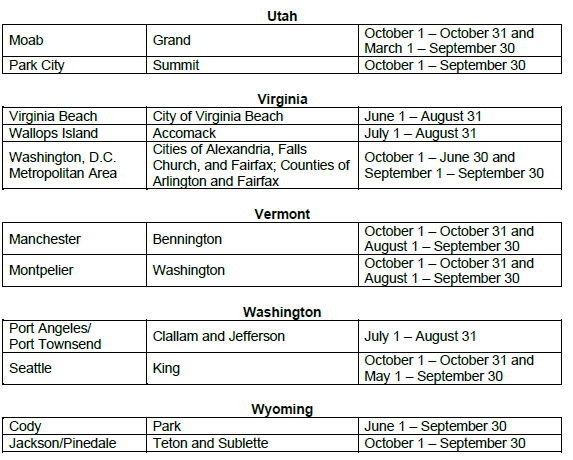 Utah
Moab Grand October 1 – October 31 and
March 1 – September 30
Park City Summit October 1 – September 30
Virginia
Virginia Beach City of Virginia Beach June 1 – August 31
Wallops Island Accomack July 1 – August 31
Washington, D.C.
Metropolitan Area
Cities of Alexandria, Falls
Church, and Fairfax; Counties of
Arlington and Fairfax
October 1 – June 30 and
September 1 – September 30
Vermont
Manchester Bennington October 1 – October 31 and
August 1 – September 30
Montpelier Washington October 1 – October 31 and
August 1 – September 30
Washington
Port Angeles/
Port Townsend
Clallam and Jefferson July 1 – August 31
Seattle King October 1 – October 31 and
May 1 – September 30
Wyoming
Cody Park June 1 – September 30
Jackson/Pinedale Teton and Sublette October 1 – September 30